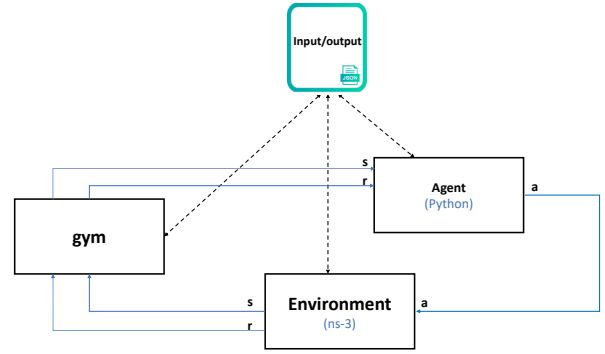 Input/output
JSON
s
r
Agent
(Python)
a
gym
s
r
Environment
(ns-3)
a